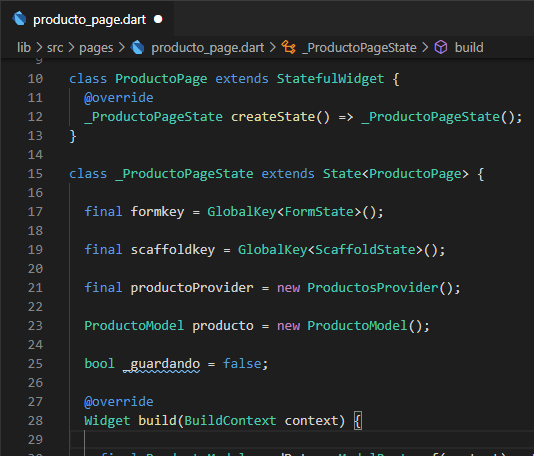 producto_page.dart
lib > src > pages > producto_page.dart > _ProductoPageState > build
9
10 class ProductoPage extends StatefulWidget {
11 @override
12 _ProductoPageState createState() => _ProductoPageState();
13 }
14
15 class _ProductoPageState extends State<ProductoPage> {
16
17 final formkey = GlobalKey<FormState>();
18
19 final scaffoldkey = GlobalKey<ScaffoldState>();
20
21 final productoProvider = new ProductosProvider();
22
23 ProductoModel producto = new ProductoModel();
24
25 bool _guardando = false;
26
27 @override
28 Widget build(BuildContext context) {
29